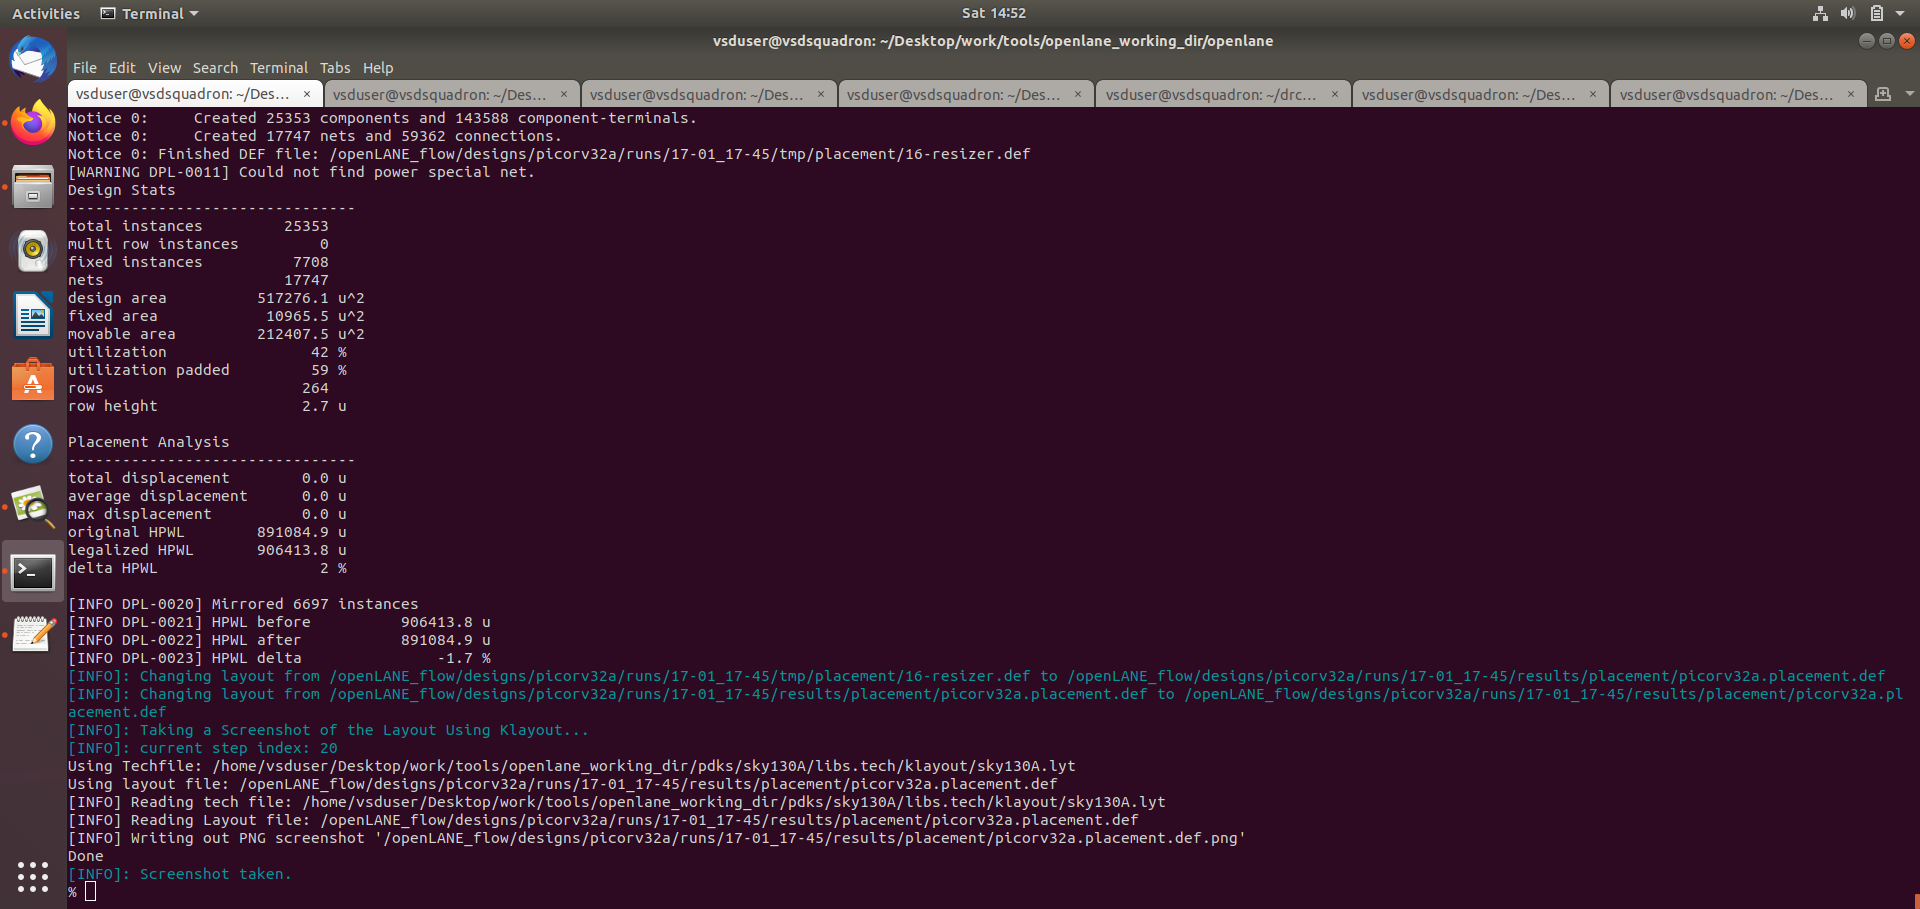 Activities Terminal Sat 14:52
vsduser@vsdsquadron: ~/Desktop/work/tools/openlane_working_dir/openlane
File Edit View Search Terminal Tabs Help
vsduser@vsdsquadron: ~/Des... × vsduser@vsdsquadron: ~/Des... × vsduser@vsdsquadron: ~/Des... × vsduser@vsdsquadron: ~/Des... × vsduser@vsdsquadron: ~/drc... × vsduser@vsdsquadron: ~/Des... × vsduser@vsdsquadron: ~/Des... ×
Notice 0:     Created 25353 components and 143588 component-terminals.
Notice 0:     Created 17747 nets and 59362 connections.
Notice 0: Finished DEF file: /openLANE_flow/designs/picorv32a/runs/17-01_17-45/tmp/placement/16-resizer.def
[WARNING DPL-0011] Could not find power special net.
Design Stats
--------------------------------
total instances         25353
multi row instances         0
fixed instances          7708
nets                    17747
design area          517276.1 u^2
fixed area            10965.5 u^2
movable area         212407.5 u^2
utilization                42 %
utilization padded         59 %
rows                      264
row height                2.7 u
Placement Analysis
--------------------------------
total displacement        0.0 u
average displacement      0.0 u
max displacement          0.0 u
original HPWL        891084.9 u
legalized HPWL       906413.8 u
delta HPWL                  2 %
[INFO DPL-0020] Mirrored 6697 instances
[INFO DPL-0021] HPWL before          906413.8 u
[INFO DPL-0022] HPWL after           891084.9 u
[INFO DPL-0023] HPWL delta               -1.7 %
[INFO]: Changing layout from /openLANE_flow/designs/picorv32a/runs/17-01_17-45/tmp/placement/16-resizer.def to /openLANE_flow/designs/picorv32a/runs/17-01_17-45/results/placement/picorv32a.placement.def
[INFO]: Changing layout from /openLANE_flow/designs/picorv32a/runs/17-01_17-45/results/placement/picorv32a.placement.def to /openLANE_flow/designs/picorv32a/runs/17-01_17-45/results/placement/picorv32a.pl
acement.def
[INFO]: Taking a Screenshot of the Layout Using Klayout...
[INFO]: current step index: 20
Using Techfile: /home/vsduser/Desktop/work/tools/openlane_working_dir/pdks/sky130A/libs.tech/klayout/sky130A.lyt
Using layout file: /openLANE_flow/designs/picorv32a/runs/17-01_17-45/results/placement/picorv32a.placement.def
[INFO] Reading tech file: /home/vsduser/Desktop/work/tools/openlane_working_dir/pdks/sky130A/libs.tech/klayout/sky130A.lyt
[INFO] Reading Layout file: /openLANE_flow/designs/picorv32a/runs/17-01_17-45/results/placement/picorv32a.placement.def
[INFO] Writing out PNG screenshot '/openLANE_flow/designs/picorv32a/runs/17-01_17-45/results/placement/picorv32a.placement.def.png'
Done
[INFO]: Screenshot taken.
%